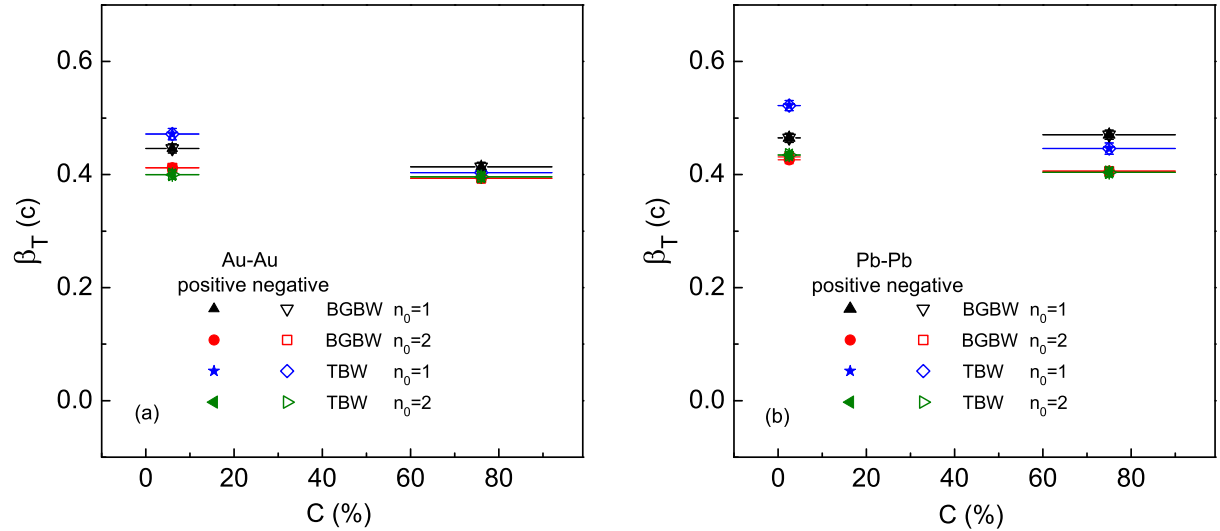 0.6
0.4
0.2
0.0
β_T (c)
Au-Au
positive negative
BGBW n_0=1
BGBW n_0=2
TBW n_0=1
TBW n_0=2
(a)
0 20 40 60 80
C (%)
0.6
0.4
0.2
0.0
β_T (c)
Pb-Pb
positive negative
BGBW n_0=1
BGBW n_0=2
TBW n_0=1
TBW n_0=2
(b)
0 20 40 60 80
C (%)